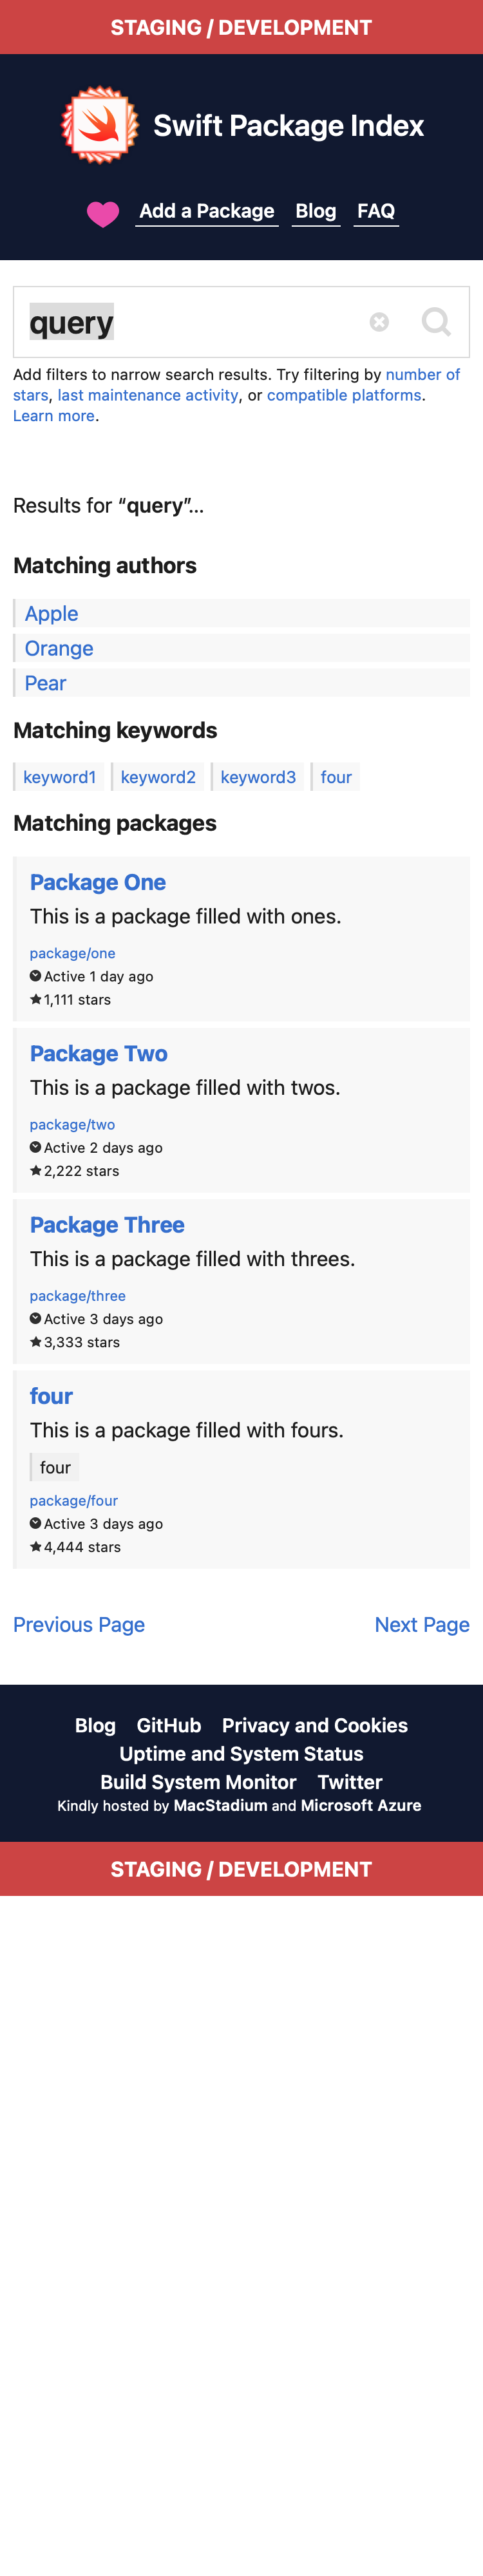 STAGING / DEVELOPMENT
Swift Package Index
Add a Package Blog FAQ
query
Add filters to narrow search results. Try filtering by number of
stars, last maintenance activity, or compatible platforms.
Learn more.
Results for “query”…
Matching authors
Apple
Orange
Pear
Matching keywords
keyword1 keyword2 keyword3 four
Matching packages
Package One
This is a package filled with ones.
package/one
Active 1 day ago
1,111 stars
Package Two
This is a package filled with twos.
package/two
Active 2 days ago
2,222 stars
Package Three
This is a package filled with threes.
package/three
Active 3 days ago
3,333 stars
four
This is a package filled with fours.
four
package/four
Active 3 days ago
4,444 stars
Previous Page Next Page
Blog GitHub Privacy and Cookies
Uptime and System Status
Build System Monitor Twitter
Kindly hosted by MacStadium and Microsoft Azure
STAGING / DEVELOPMENT